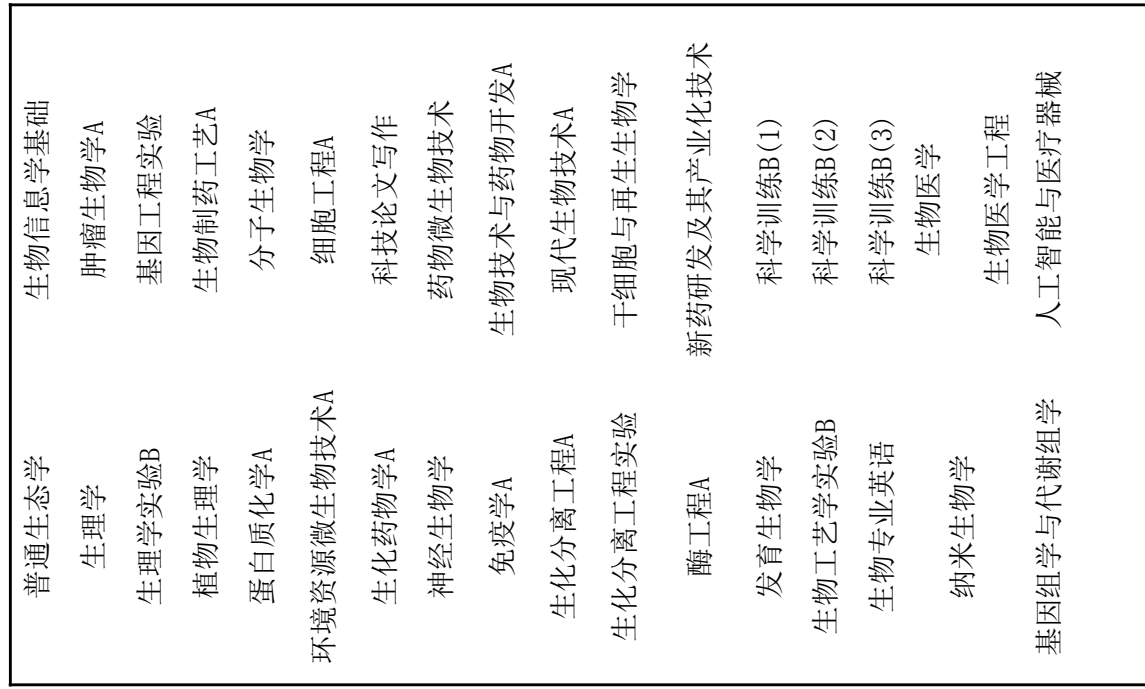 普通生态学 生物信息学基础
生理学 肿瘤生物学A
生理学实验B 基因工程实验
植物生理学 生物制药工艺A
蛋白质化学A 分子生物学
环境资源微生物技术A 细胞工程A
生化药物学A 科技论文写作
神经生物学 药物微生物技术
免疫学A 生物技术与药物开发A
生化分离工程A 现代生物技术A
生化分离工程实验 干细胞与再生生物学
酶工程A 新药研发及其产业化技术
发育生物学 科学训练B(1)
生物工艺学实验B 科学训练B(2)
生物专业英语 科学训练B(3)
生物医学
纳米生物学
生物医学工程
基因组学与代谢组学 人工智能与医疗器械